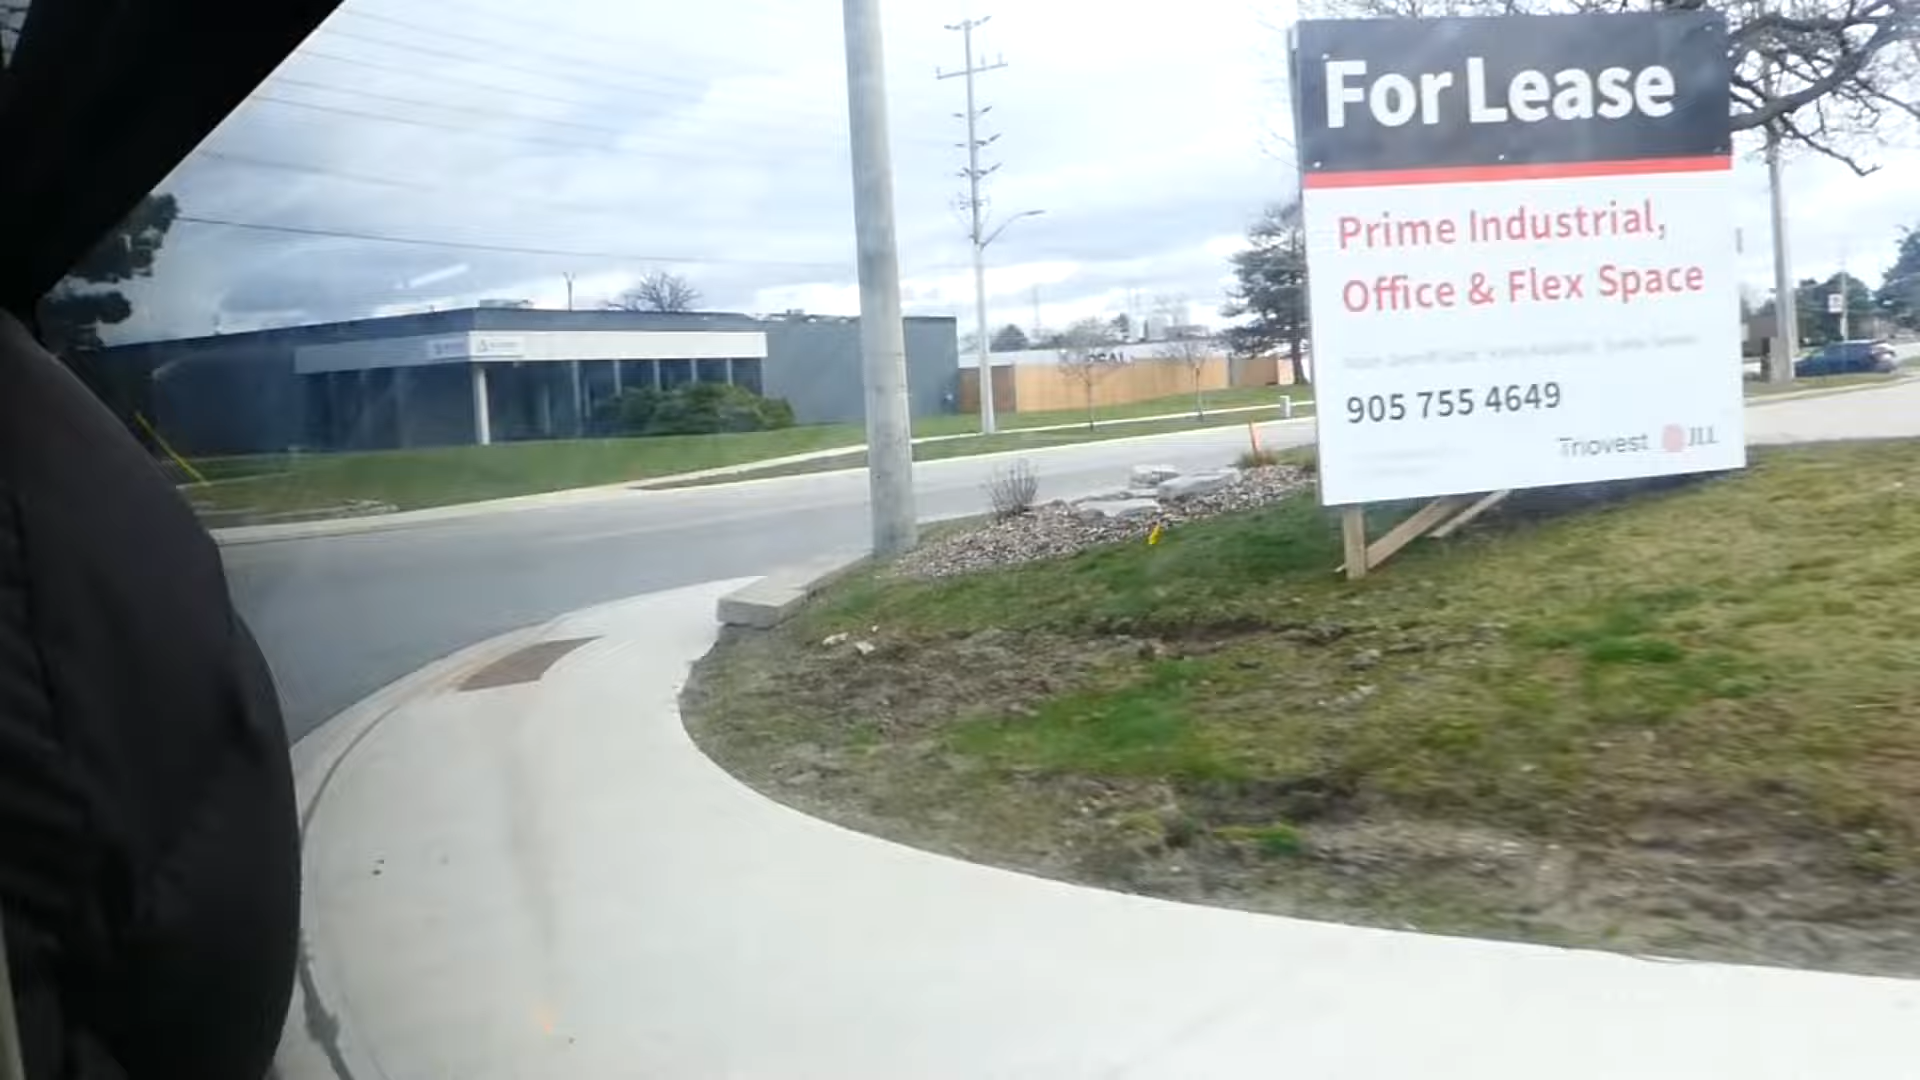 For Lease
Prime Industrial,
Office & Flex Space
905 755 4649
Triovest JLL